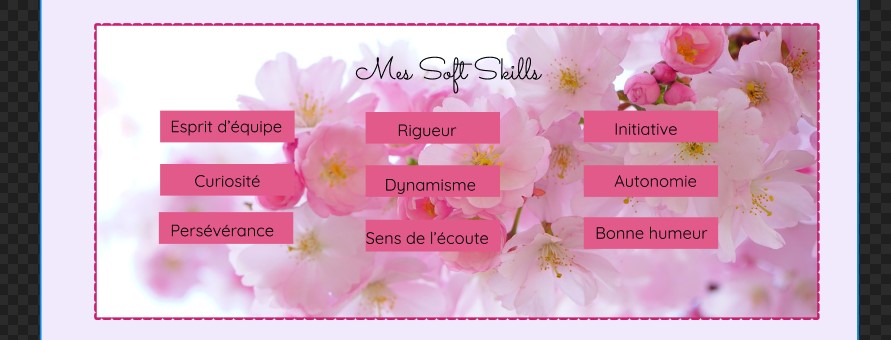 Mes Soft Skills
Esprit d'équipe
Rigueur
Initiative
Curiosité
Dynamisme
Autonomie
Persévérance
Sens de l'écoute
Bonne humeur